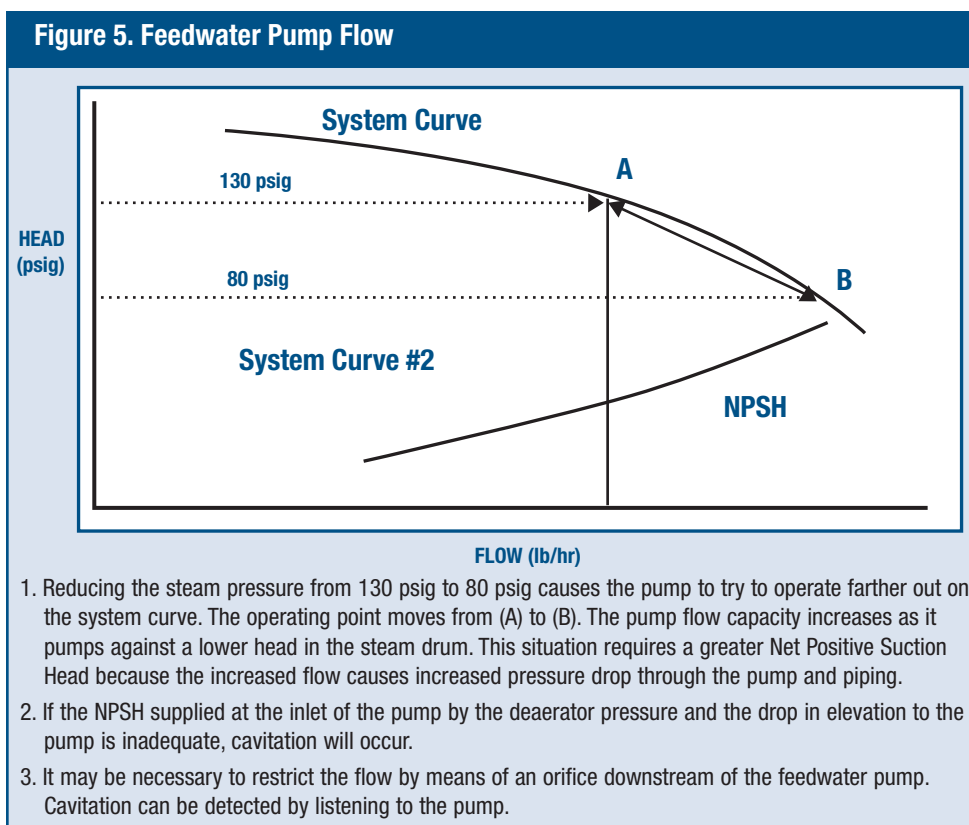 Figure 5. Feedwater Pump Flow
System Curve
A
130 psig
HEAD
(psig)
80 psig
B
System Curve #2
NPSH
FLOW (lb/hr)
1. Reducing the steam pressure from 130 psig to 80 psig causes the pump to try to operate farther out on
the system curve. The operating point moves from (A) to (B). The pump flow capacity increases as it
pumps against a lower head in the steam drum. This situation requires a greater Net Positive Suction
Head because the increased flow causes increased pressure drop through the pump and piping.
2. If the NPSH supplied at the inlet of the pump by the deaerator pressure and the drop in elevation to the
pump is inadequate, cavitation will occur.
3. It may be necessary to restrict the flow by means of an orifice downstream of the feedwater pump.
Cavitation can be detected by listening to the pump.